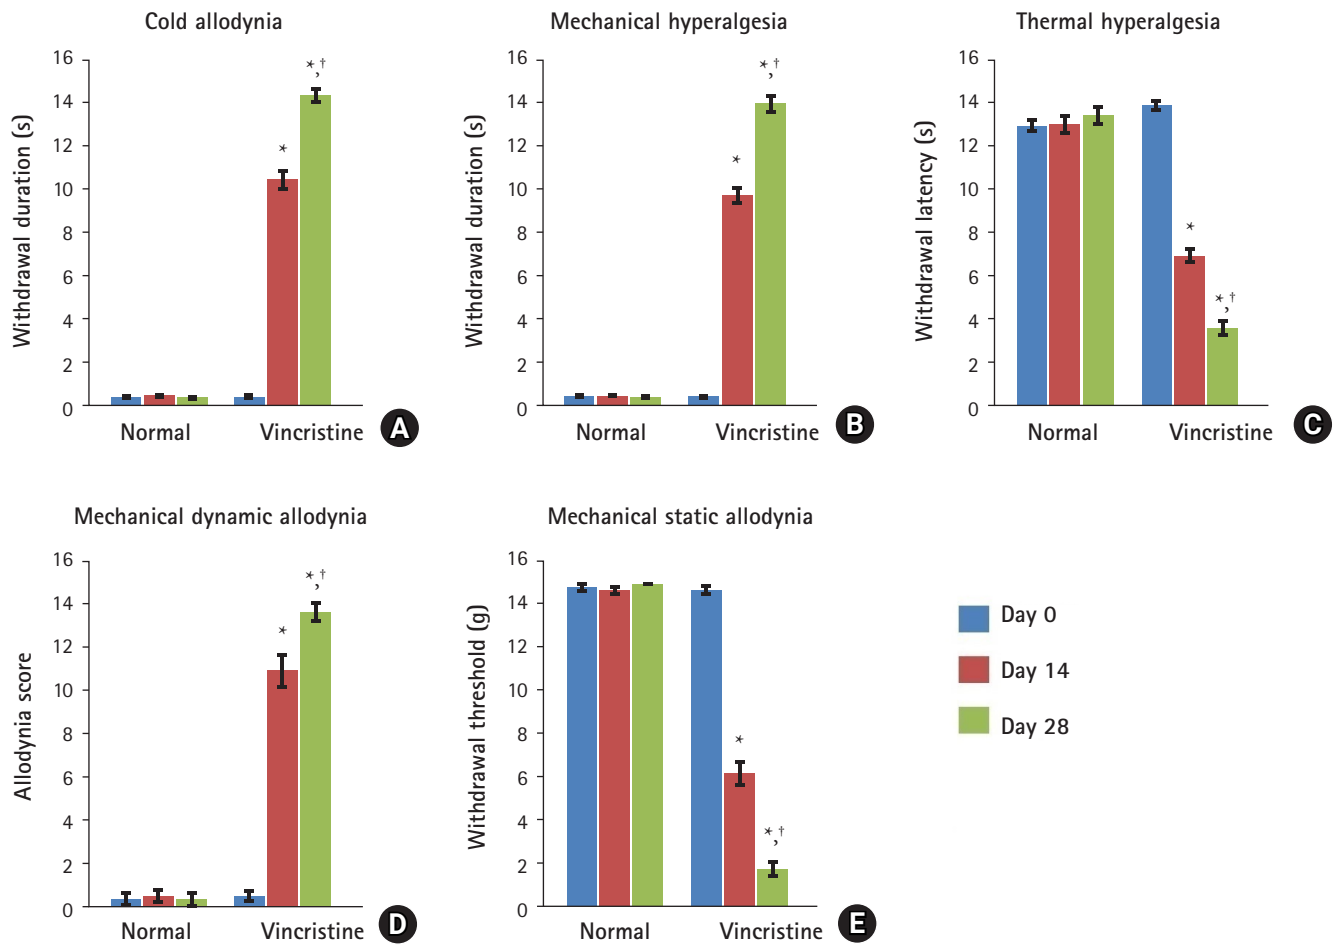 Cold allodynia
16
14
12
10
8
6
4
2
0
Withdrawal duration (s)
*
*,†
Normal
Vincristine
A
Mechanical hyperalgesia
16
14
12
10
8
6
4
2
0
Withdrawal duration (s)
*
*,†
Normal
Vincristine
B
Thermal hyperalgesia
16
14
12
10
8
6
4
2
0
Withdrawal latency (s)
*
*,†
Normal
Vincristine
C
Mechanical dynamic allodynia
16
14
12
10
8
6
4
2
0
Allodynia score
*
*,†
Normal
Vincristine
D
Mechanical static allodynia
16
14
12
10
8
6
4
2
0
Withdrawal threshold (g)
*
*,†
Normal
Vincristine
E
Day 0
Day 14
Day 28